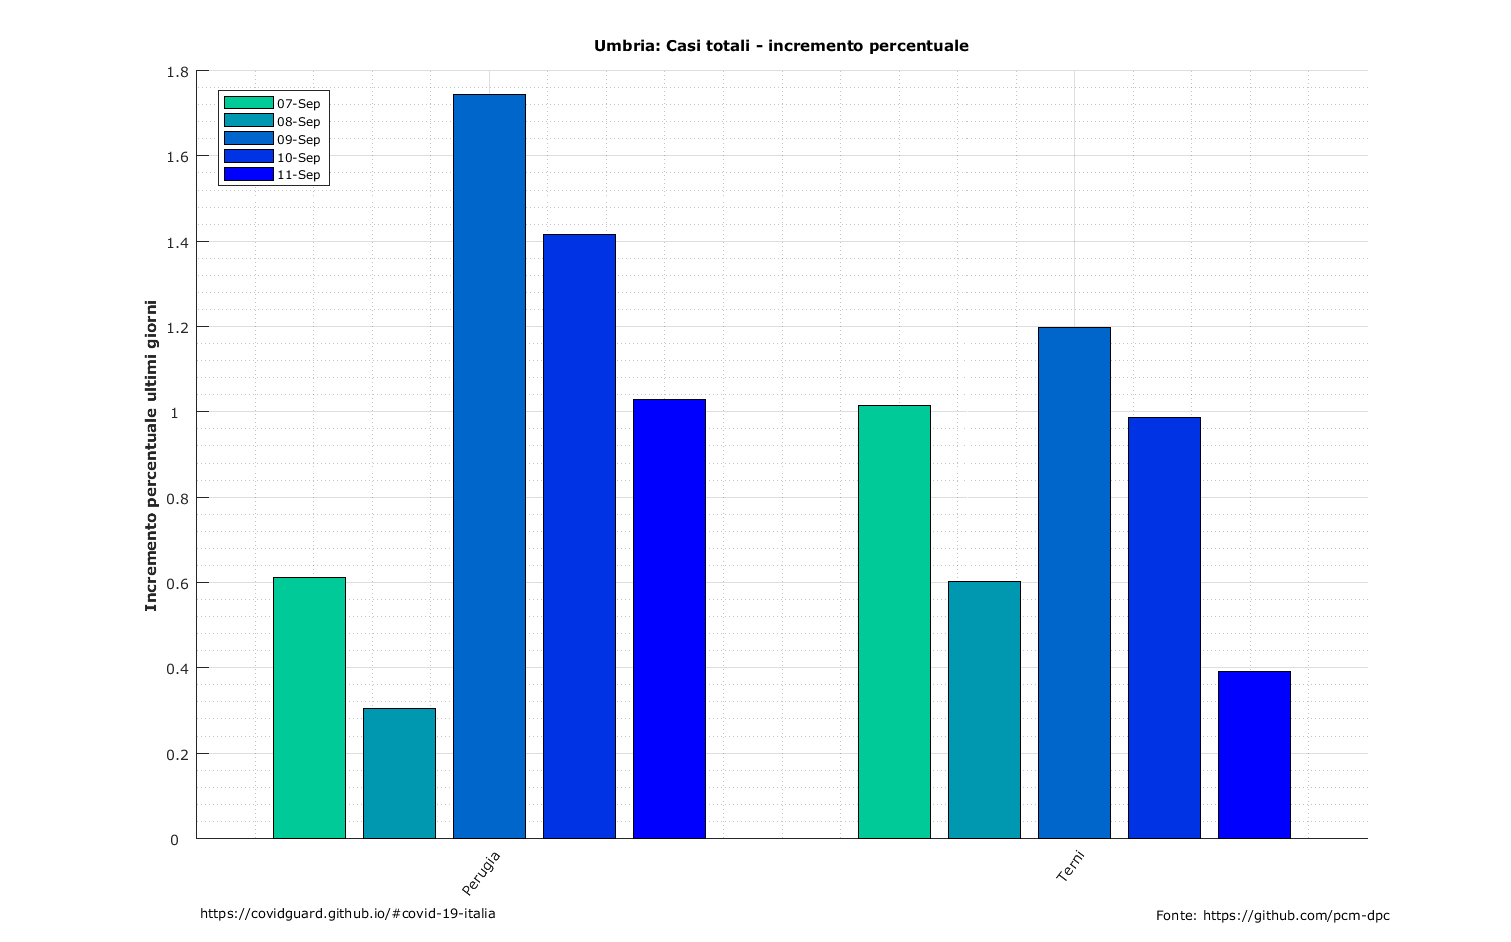 Umbria: Casi totali - incremento percentuale
1.8
1.6
1.4
1.2
1
0.8
0.6
0.4
0.2
0
Incremento percentuale ultimi giorni
07-Sep
08-Sep
09-Sep
10-Sep
11-Sep
Perugia
Terni
https://covidguard.github.io/#covid-19-italia
Fonte: https://github.com/pcm-dpc